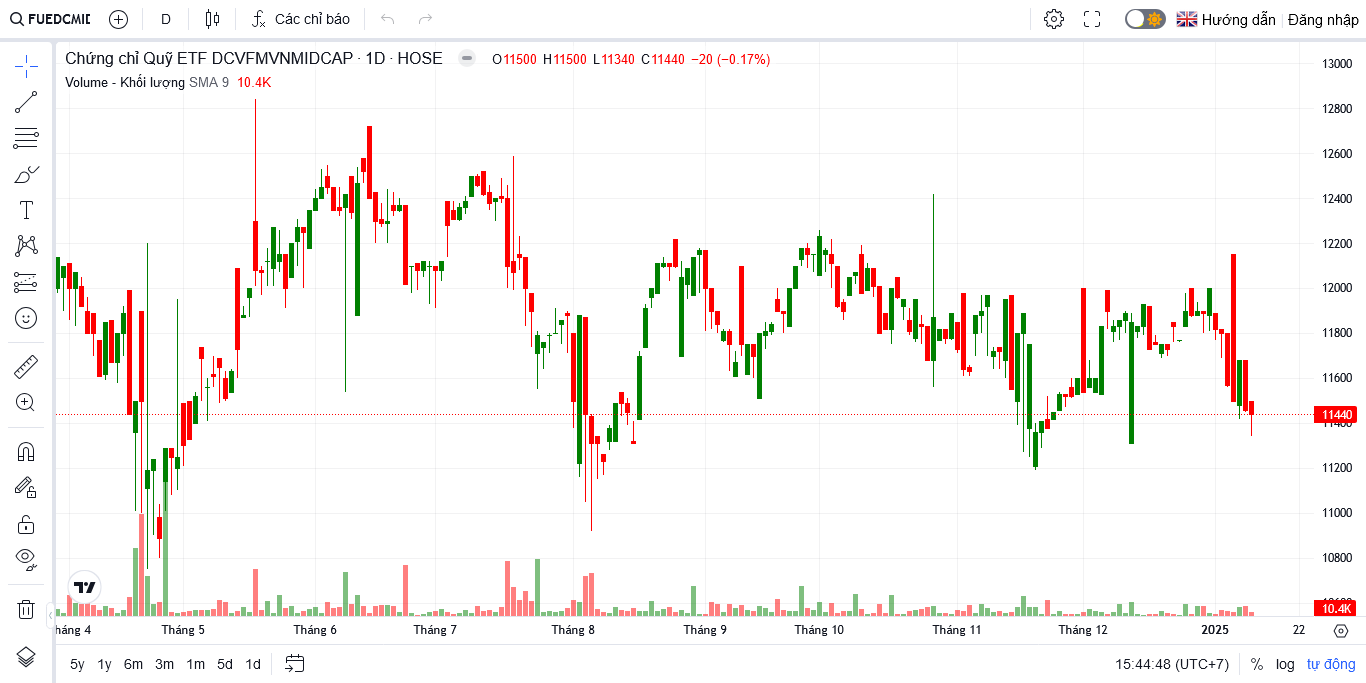 FUEDCMID D Các chỉ báo Hướng dẫn Đăng nhập
Chứng chỉ Quỹ ETF DCVFMVNMIDCAP · 1D · HOSE O11500 H11500 L11340 C11440 −20 (−0.17%)
Volume - Khối lượng SMA 9 10.4K
13000
12800
12600
12400
12200
12000
11800
11600
11440
11400
11200
11000
10800
10.4K
háng 4 Tháng 5 Tháng 6 Tháng 7 Tháng 8 Tháng 9 Tháng 10 Tháng 11 Tháng 12 2025 22
5y 1y 6m 3m 1m 5d 1d 15:44:48 (UTC+7) % log tự động